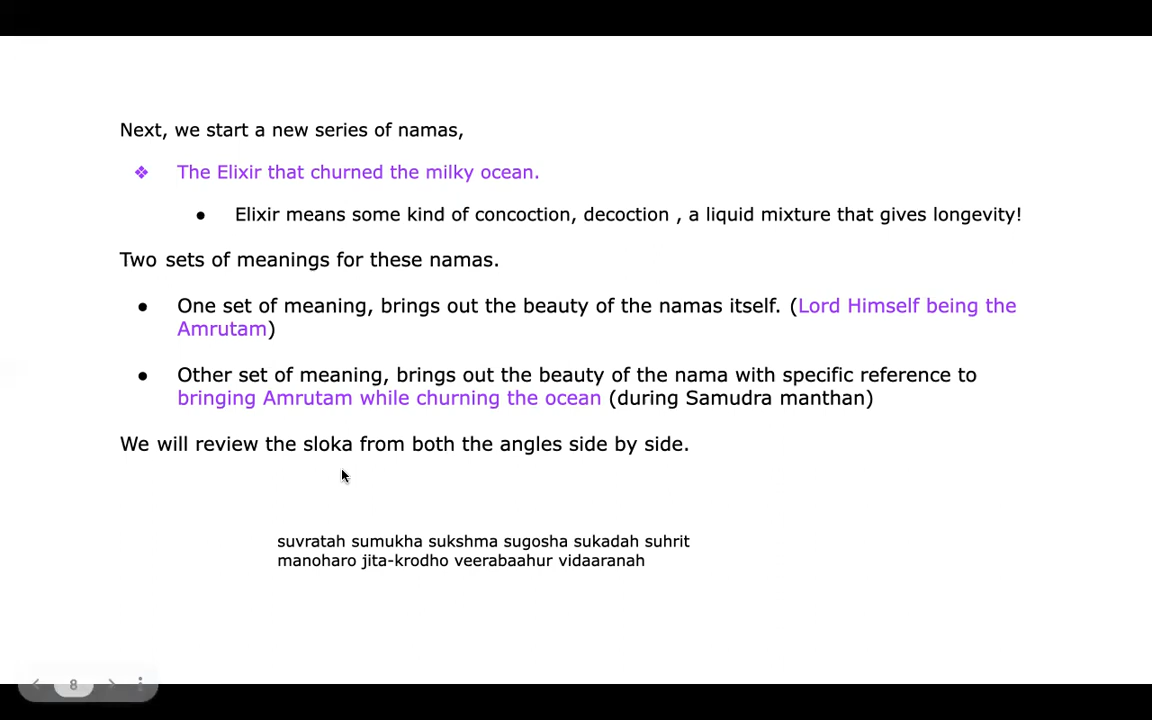 Next, we start a new series of namas,
❖ The Elixir that churned the milky ocean.
● Elixir means some kind of concoction, decoction , a liquid mixture that gives longevity!
Two sets of meanings for these namas.
● One set of meaning, brings out the beauty of the namas itself. (Lord Himself being the
Amrutam)
● Other set of meaning, brings out the beauty of the nama with specific reference to
bringing Amrutam while churning the ocean (during Samudra manthan)
We will review the sloka from both the angles side by side.
suvratah sumukha sukshma sugosha sukadah suhrit
manoharo jita-krodho veerabaahur vidaaranah
8